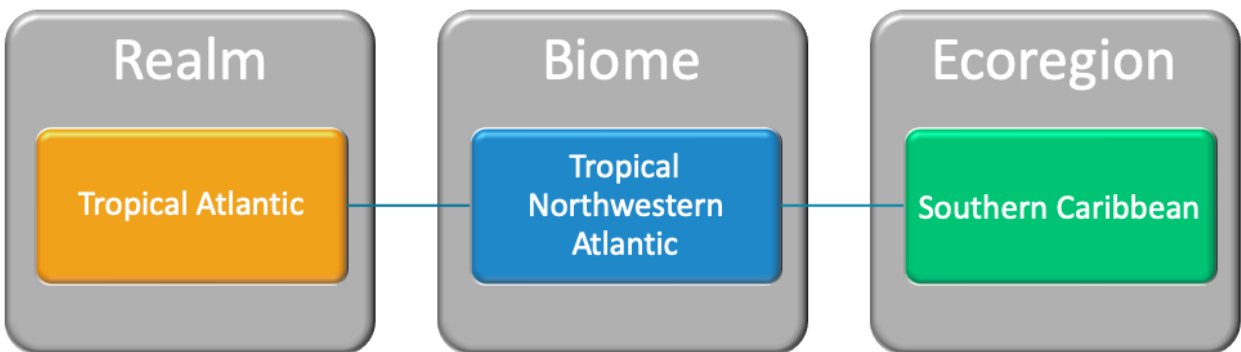 Realm
Biome
Ecoregion
Tropical Atlantic
Tropical
Northwestern
Atlantic
Southern Caribbean